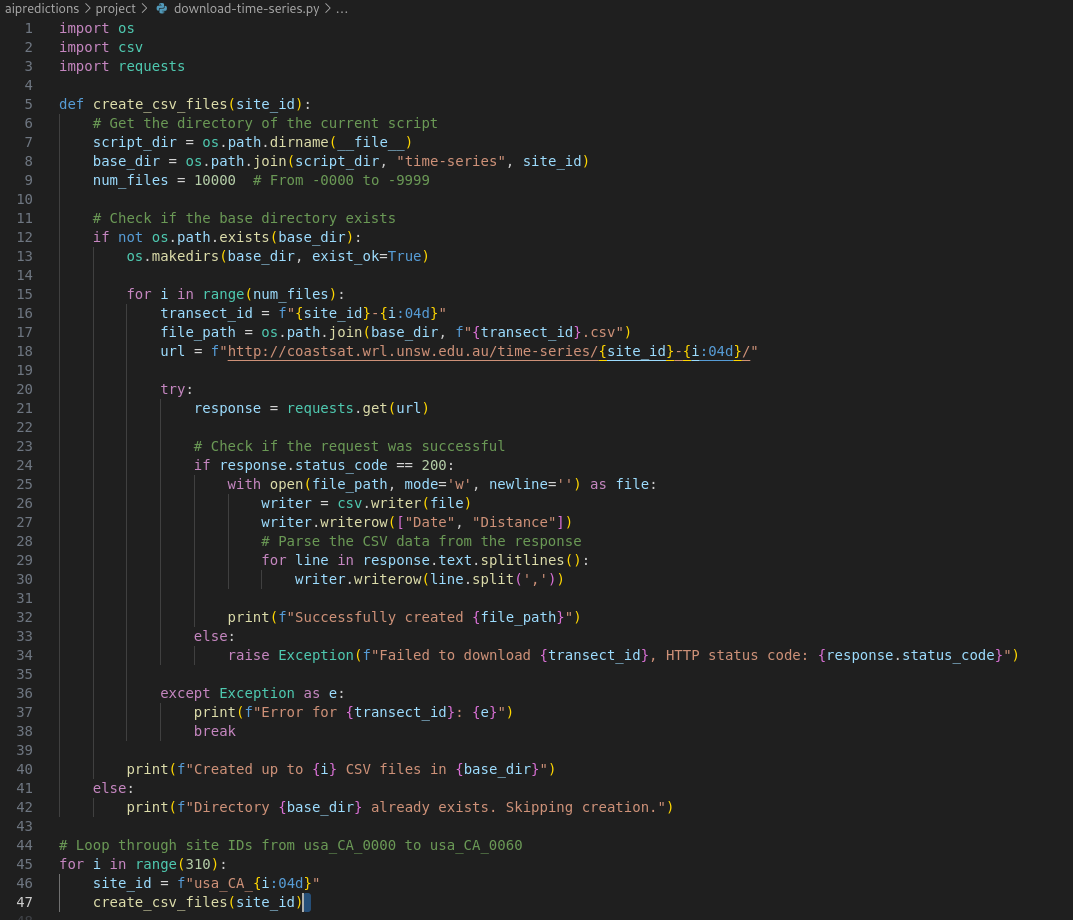 aipredictions > project > download-time-series.py > ...
1 import os
2 import csv
3 import requests
4
5 def create_csv_files(site_id):
6     # Get the directory of the current script
7     script_dir = os.path.dirname(__file__)
8     base_dir = os.path.join(script_dir, "time-series", site_id)
9     num_files = 10000  # From -0000 to -9999
10
11     # Check if the base directory exists
12     if not os.path.exists(base_dir):
13         os.makedirs(base_dir, exist_ok=True)
14
15         for i in range(num_files):
16             transect_id = f"{site_id}-{i:04d}"
17             file_path = os.path.join(base_dir, f"{transect_id}.csv")
18             url = f"http://coastsat.wrl.unsw.edu.au/time-series/{site_id}-{i:04d}/"
19
20             try:
21                 response = requests.get(url)
22
23                 # Check if the request was successful
24                 if response.status_code == 200:
25                     with open(file_path, mode='w', newline='') as file:
26                         writer = csv.writer(file)
27                         writer.writerow(["Date", "Distance"])
28                         # Parse the CSV data from the response
29                         for line in response.text.splitlines():
30                             writer.writerow(line.split(','))
31
32                     print(f"Successfully created {file_path}")
33                 else:
34                     raise Exception(f"Failed to download {transect_id}, HTTP status code: {response.status_code}")
35
36             except Exception as e:
37                 print(f"Error for {transect_id}: {e}")
38                 break
39
40         print(f"Created up to {i} CSV files in {base_dir}")
41     else:
42         print(f"Directory {base_dir} already exists. Skipping creation.")
43
44 # Loop through site IDs from usa_CA_0000 to usa_CA_0060
45 for i in range(310):
46     site_id = f"usa_CA_{i:04d}"
47     create_csv_files(site_id)
48